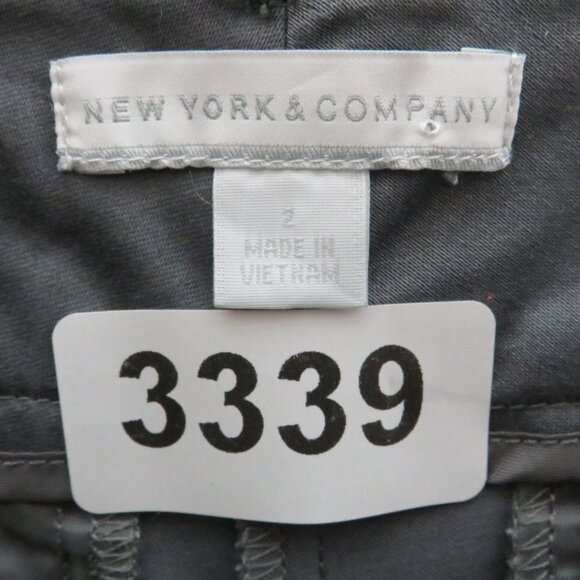 NEW YORK & COMPANY
2
MADE IN
VIETNAM
3339